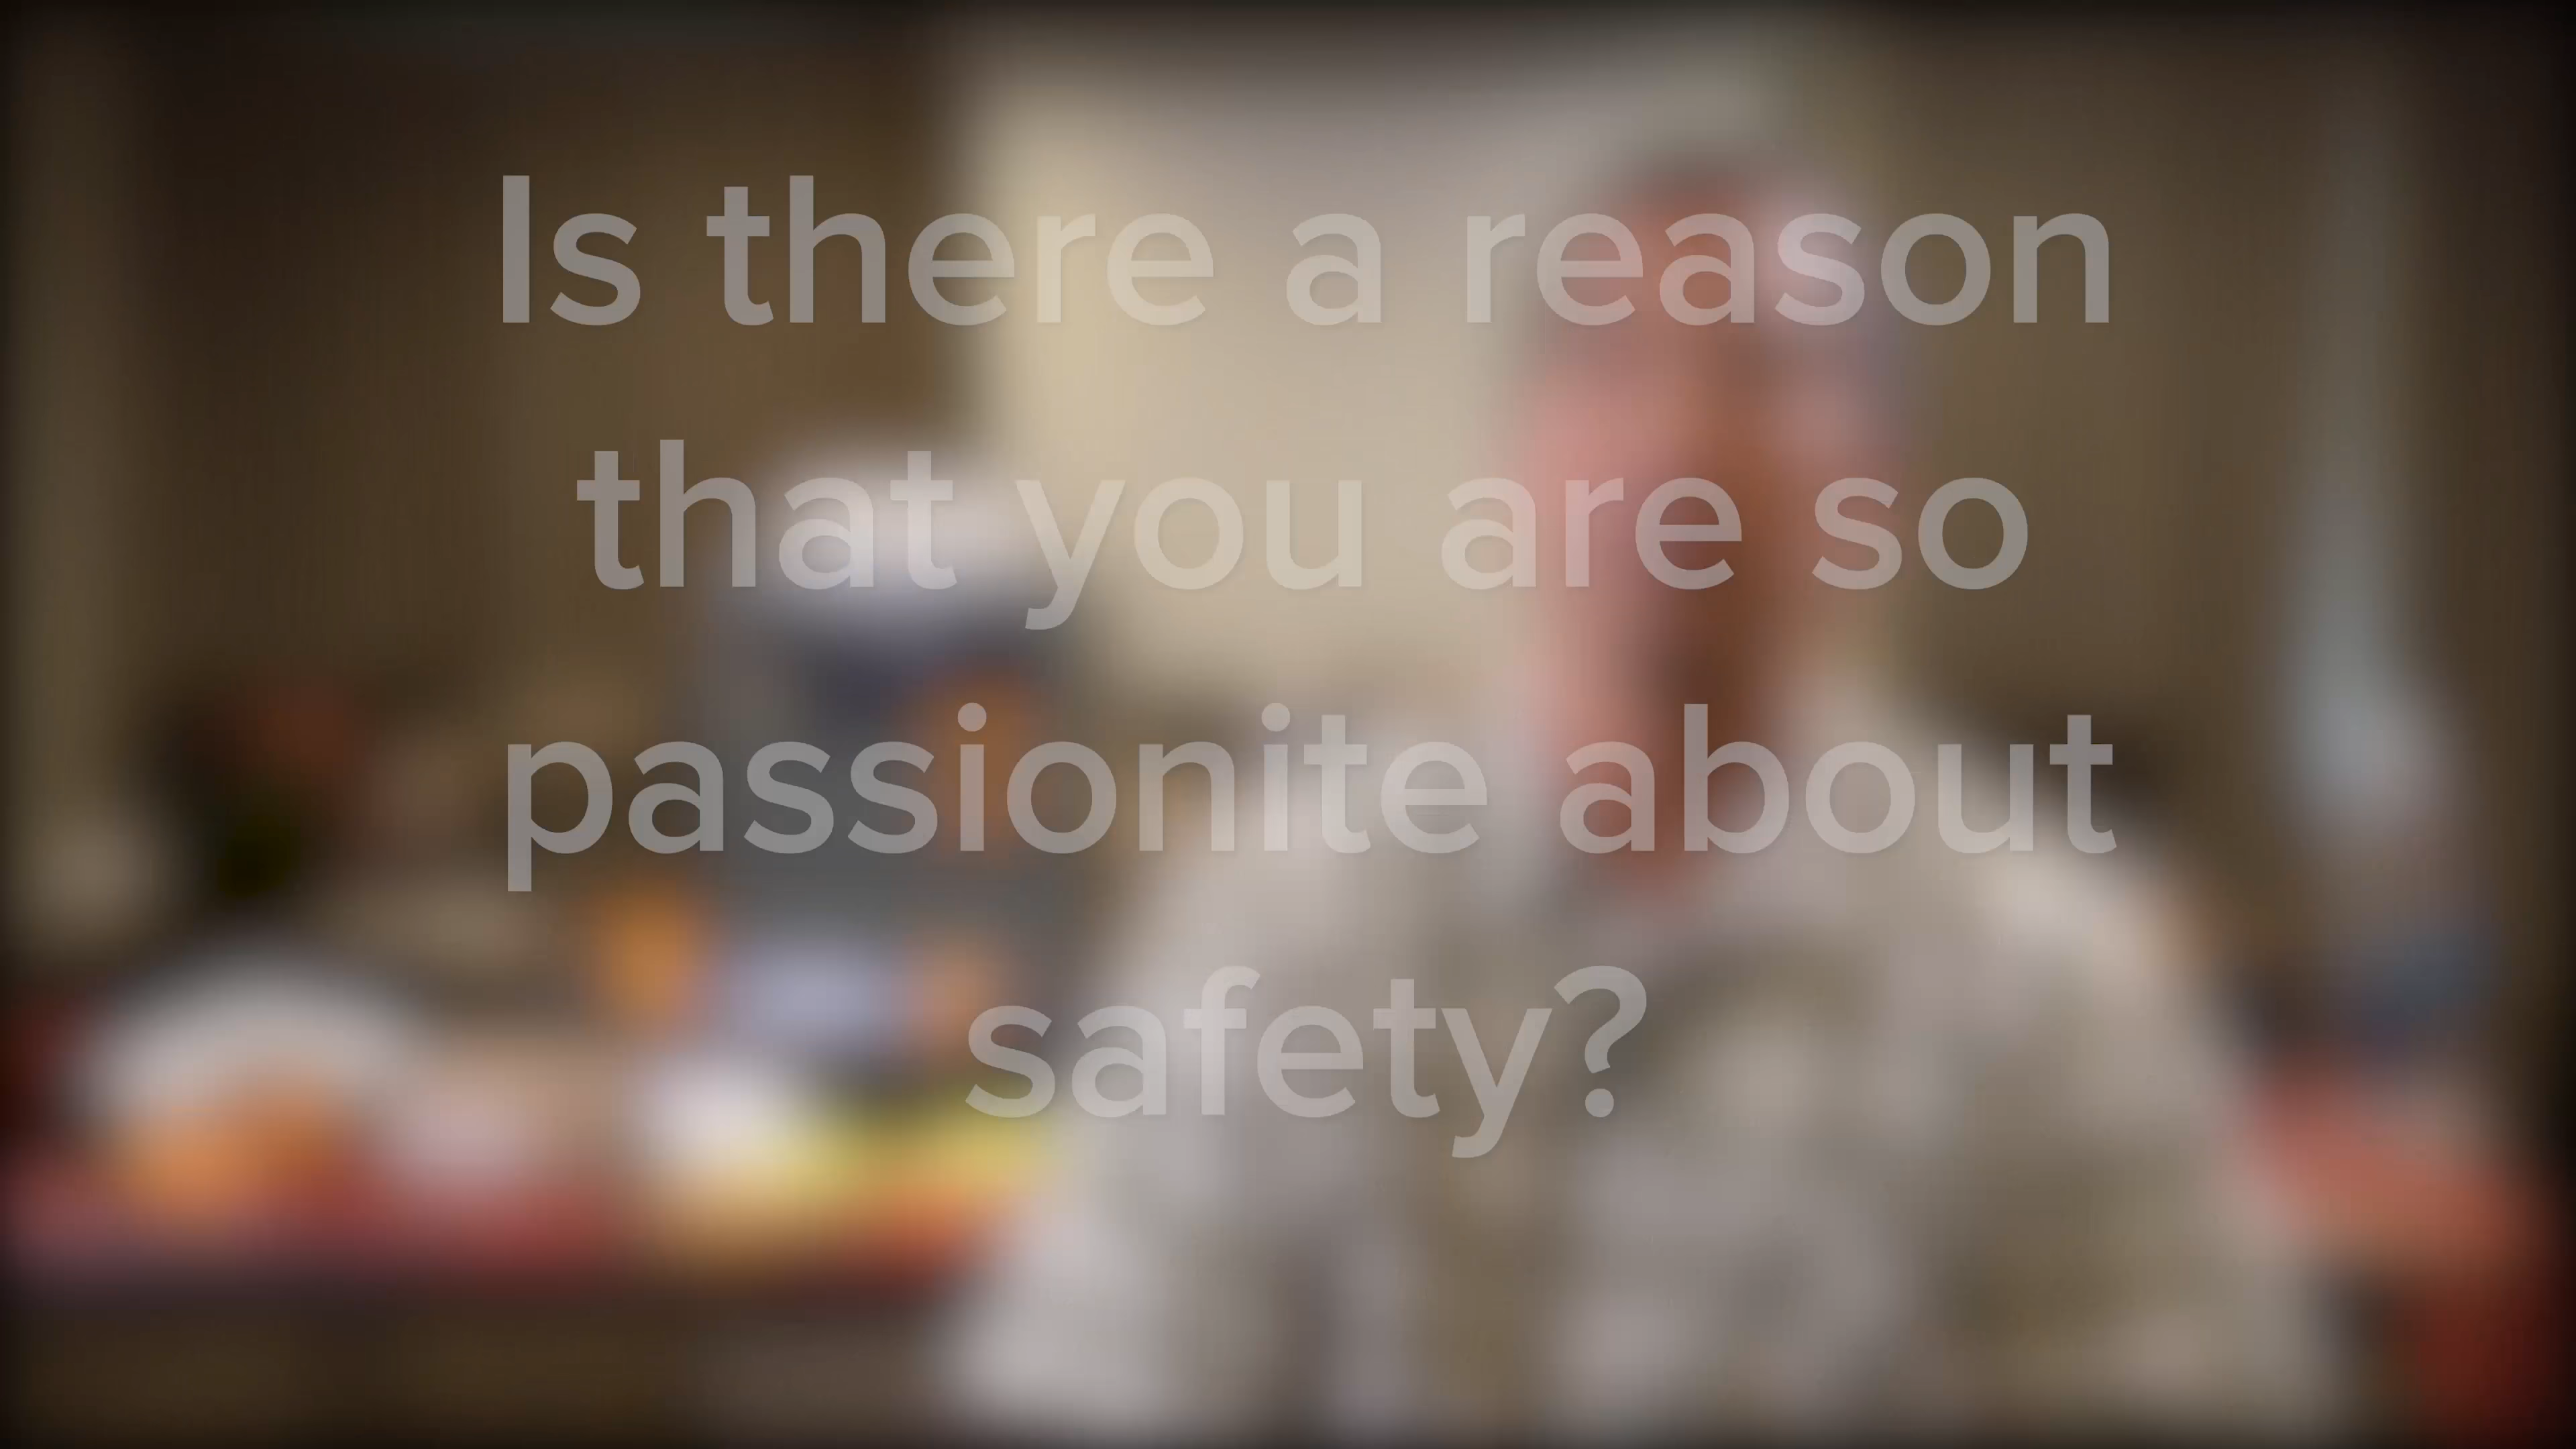 Is there a reason
that you are so
passionite about
safety?